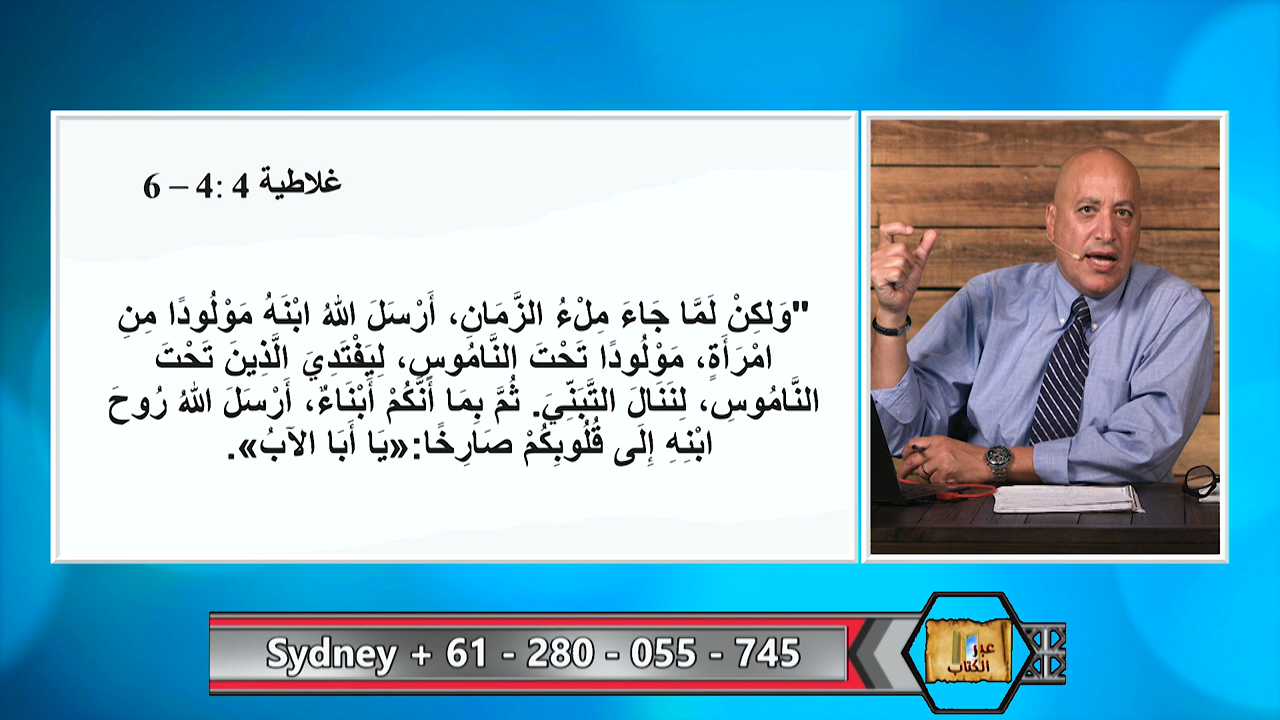 غلاطية 4 :4 – 6
"وَلكِنْ لَمَّا جَاءَ مِلْءُ الزَّمَانِ، أَرْسَلَ اللهُ ابْنَهُ مَوْلُودًا مِنِ
امْرَأَةٍ، مَوْلُودًا تَحْتَ النَّامُوسِ، لِيَفْتَدِيَ الَّذِينَ تَحْتَ
النَّامُوسِ، لِنَنَالَ التَّبَنِّيَ. ثُمَّ بِمَا أَنَّكُمْ أَبْنَاءٌ، أَرْسَلَ اللهُ رُوحَ
ابْنِهِ إِلَى قُلُوبِكُمْ صَارِخًا:«يَا أَبَا الآبُ».
Sydney + 61 - 280 - 055 - 745
عبر
الكتاب